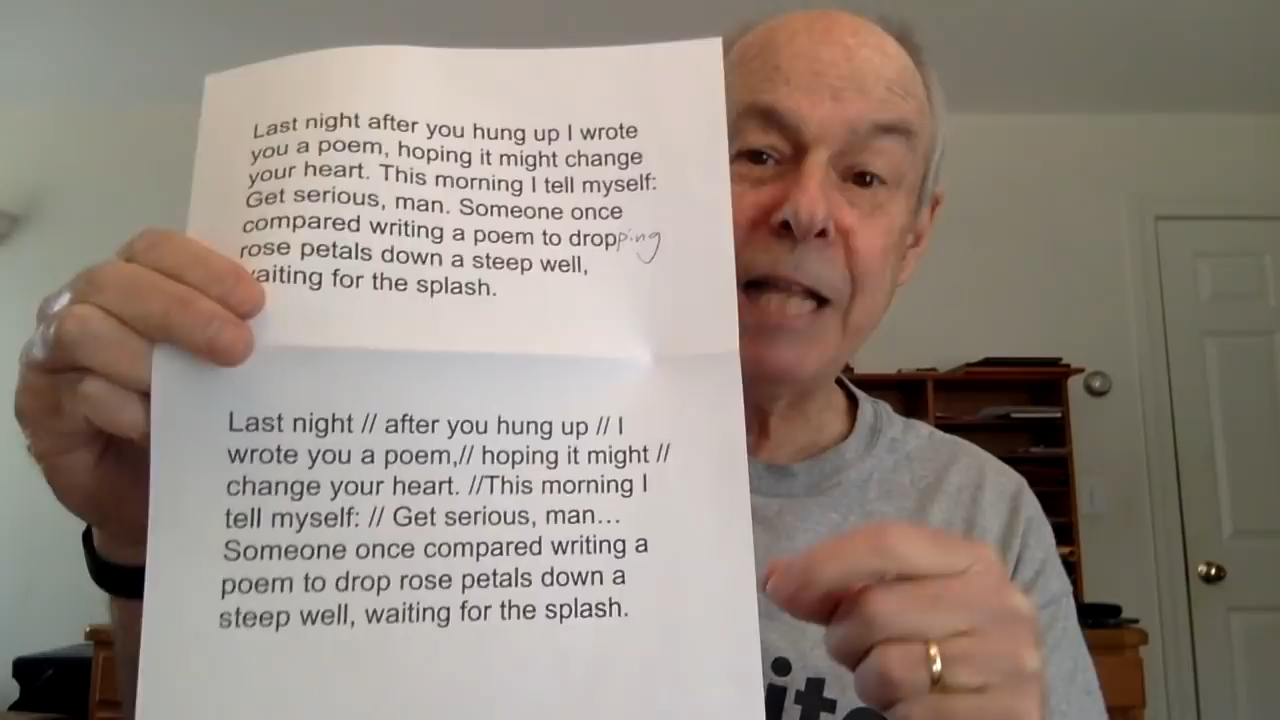 Last night after you hung up I wrote
you a poem, hoping it might change
your heart. This morning I tell myself:
Get serious, man. Someone once
compared writing a poem to dropping
rose petals down a steep well,
waiting for the splash.
Last night // after you hung up // I
wrote you a poem,// hoping it might //
change your heart. //This morning I
tell myself: // Get serious, man...
Someone once compared writing a
poem to drop rose petals down a
steep well, waiting for the splash.